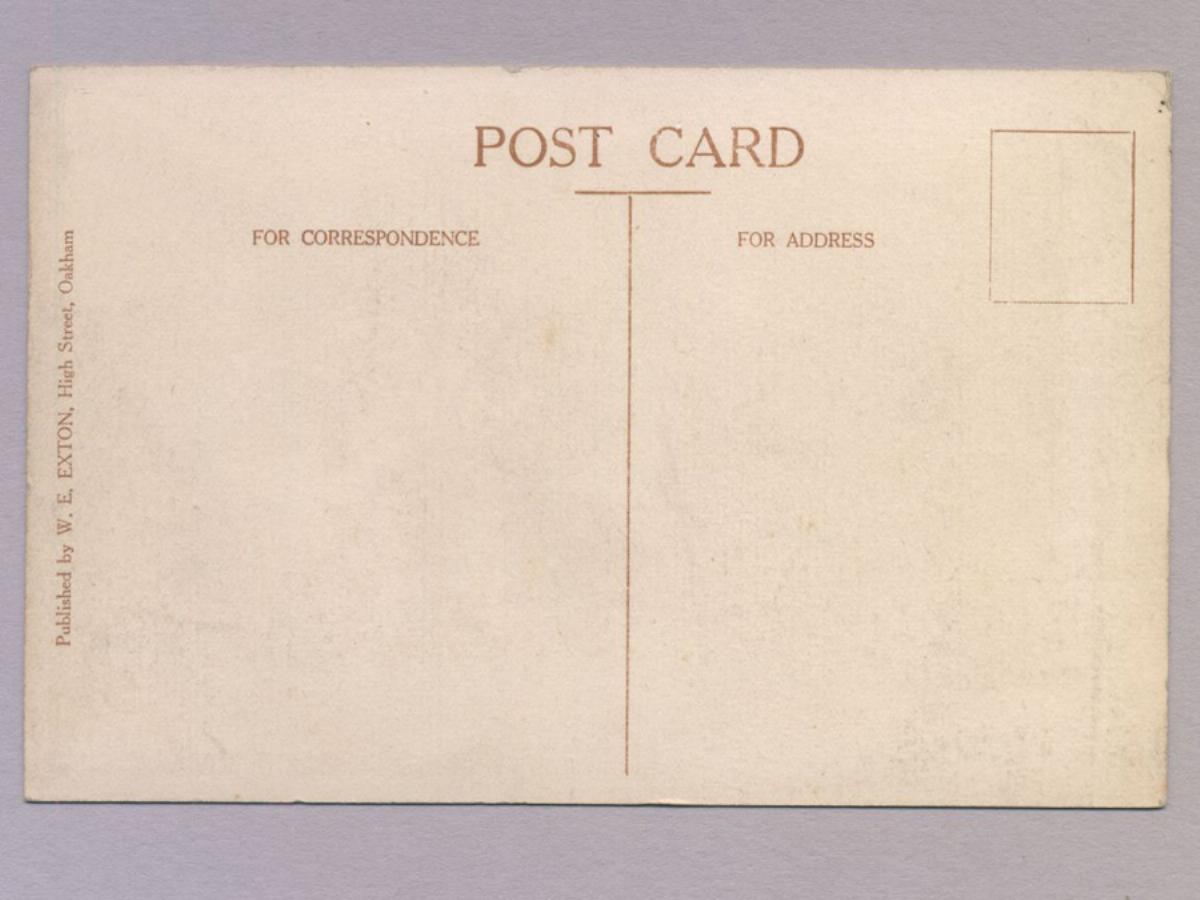 POST CARD
FOR CORRESPONDENCE
FOR ADDRESS
Published by W. E. EXTON, High Street, Oakham